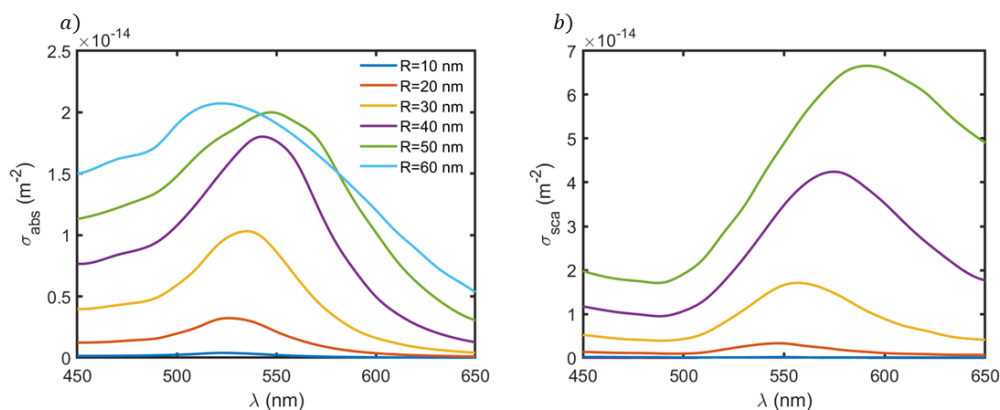 a)
×10⁻¹⁴
2.5
2
1.5
1
0.5
0
σabs (m⁻²)
R=10 nm
R=20 nm
R=30 nm
R=40 nm
R=50 nm
R=60 nm
450 500 550 600 650
λ (nm)
b)
×10⁻¹⁴
7
6
5
4
3
2
1
0
σsca (m⁻²)
450 500 550 600 650
λ (nm)